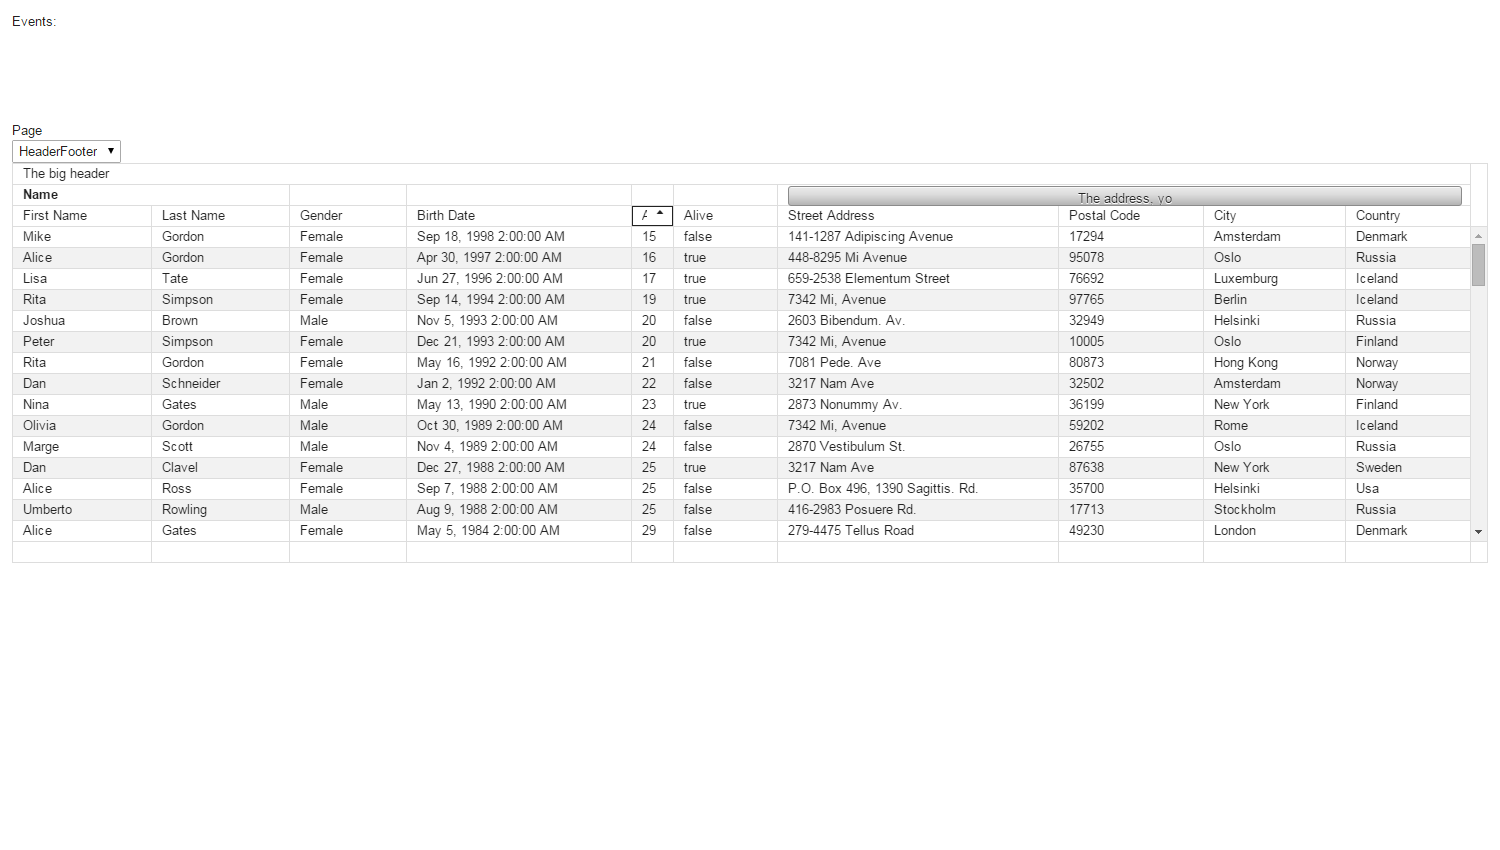 Events:
Page
HeaderFooter
The big header
Name The address, yo
First Name Last Name Gender Birth Date Alive Street Address Postal Code City Country
Mike Gordon Female Sep 18, 1998 2:00:00 AM 15 false 141-1287 Adipiscing Avenue 17294 Amsterdam Denmark
Alice Gordon Female Apr 30, 1997 2:00:00 AM 16 true 448-8295 Mi Avenue 95078 Oslo Russia
Lisa Tate Female Jun 27, 1996 2:00:00 AM 17 true 659-2538 Elementum Street 76692 Luxemburg Iceland
Rita Simpson Female Sep 14, 1994 2:00:00 AM 19 true 7342 Mi, Avenue 97765 Berlin Iceland
Joshua Brown Male Nov 5, 1993 2:00:00 AM 20 false 2603 Bibendum. Av. 32949 Helsinki Russia
Peter Simpson Female Dec 21, 1993 2:00:00 AM 20 true 7342 Mi, Avenue 10005 Oslo Finland
Rita Gordon Female May 16, 1992 2:00:00 AM 21 false 7081 Pede. Ave 80873 Hong Kong Norway
Dan Schneider Female Jan 2, 1992 2:00:00 AM 22 false 3217 Nam Ave 32502 Amsterdam Norway
Nina Gates Male May 13, 1990 2:00:00 AM 23 true 2873 Nonummy Av. 36199 New York Finland
Olivia Gordon Male Oct 30, 1989 2:00:00 AM 24 false 7342 Mi, Avenue 59202 Rome Iceland
Marge Scott Male Nov 4, 1989 2:00:00 AM 24 false 2870 Vestibulum St. 26755 Oslo Russia
Dan Clavel Female Dec 27, 1988 2:00:00 AM 25 true 3217 Nam Ave 87638 New York Sweden
Alice Ross Female Sep 7, 1988 2:00:00 AM 25 false P.O. Box 496, 1390 Sagittis. Rd. 35700 Helsinki Usa
Umberto Rowling Male Aug 9, 1988 2:00:00 AM 25 false 416-2983 Posuere Rd. 17713 Stockholm Russia
Alice Gates Female May 5, 1984 2:00:00 AM 29 false 279-4475 Tellus Road 49230 London Denmark